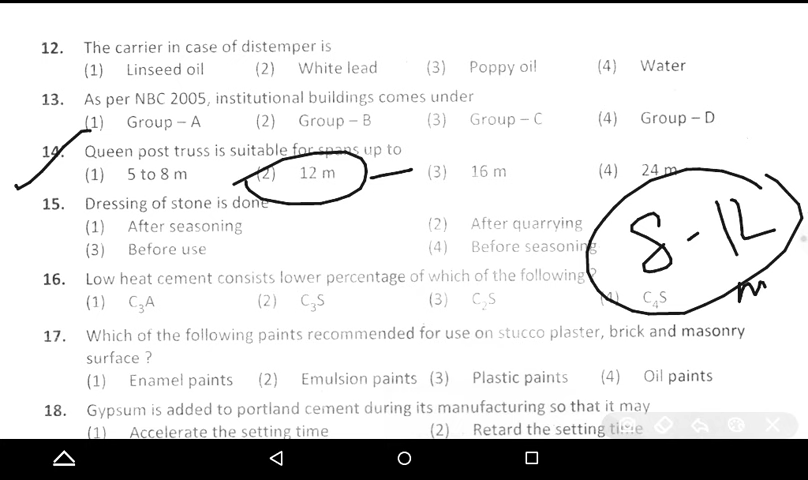 12. The carrier in case of distemper is
(1) Linseed oil (2) White lead (3) Poppy oil (4) Water
13. As per NBC 2005, institutional buildings comes under
(1) Group – A (2) Group – B (3) Group – C (4) Group – D
14. Queen post truss is suitable for spans up to
(1) 5 to 8 m (2) 12 m (3) 16 m (4) 24 m
15. Dressing of stone is done
(1) After seasoning (2) After quarrying
(3) Before use (4) Before seasoning
8 - 12
m
16. Low heat cement consists lower percentage of which of the following ?
(1) C₃A (2) C₃S (3) C₂S (4) C₄S
17. Which of the following paints recommended for use on stucco plaster, brick and masonry
surface ?
(1) Enamel paints (2) Emulsion paints (3) Plastic paints (4) Oil paints
18. Gypsum is added to portland cement during its manufacturing so that it may
(1) Accelerate the setting time (2) Retard the setting time